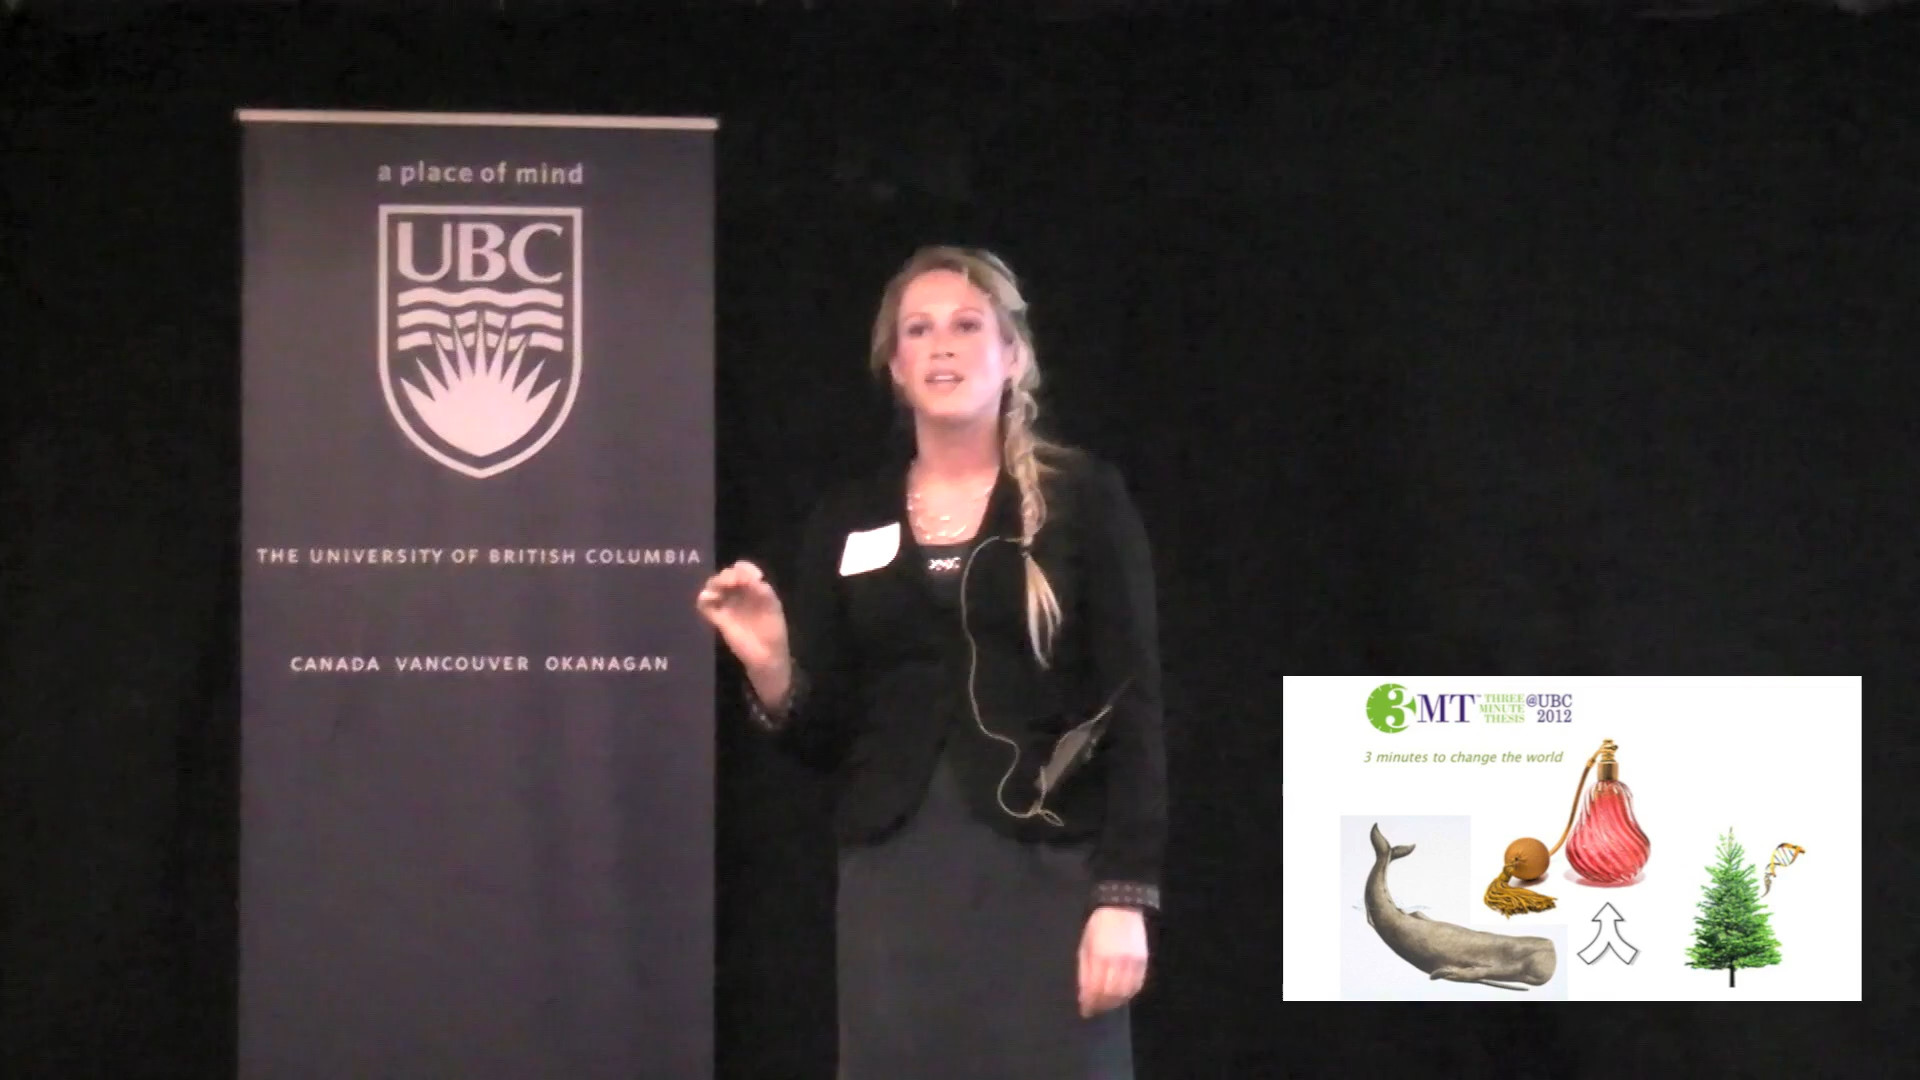 a place of mind
UBC
THE UNIVERSITY OF BRITISH COLUMBIA
CANADA VANCOUVER OKANAGAN
3MT™ THREE MINUTE THESIS @UBC 2012
3 minutes to change the world